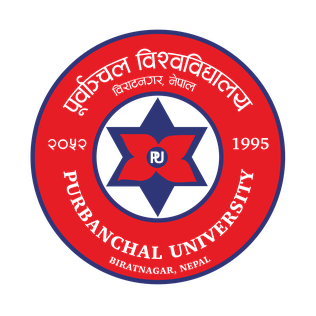 पूर्वाञ्चल विश्वविद्यालय
विराटनगर, नेपाल
२०५२
1995
PU
PURBANCHAL UNIVERSITY
BIRATNAGAR, NEPAL